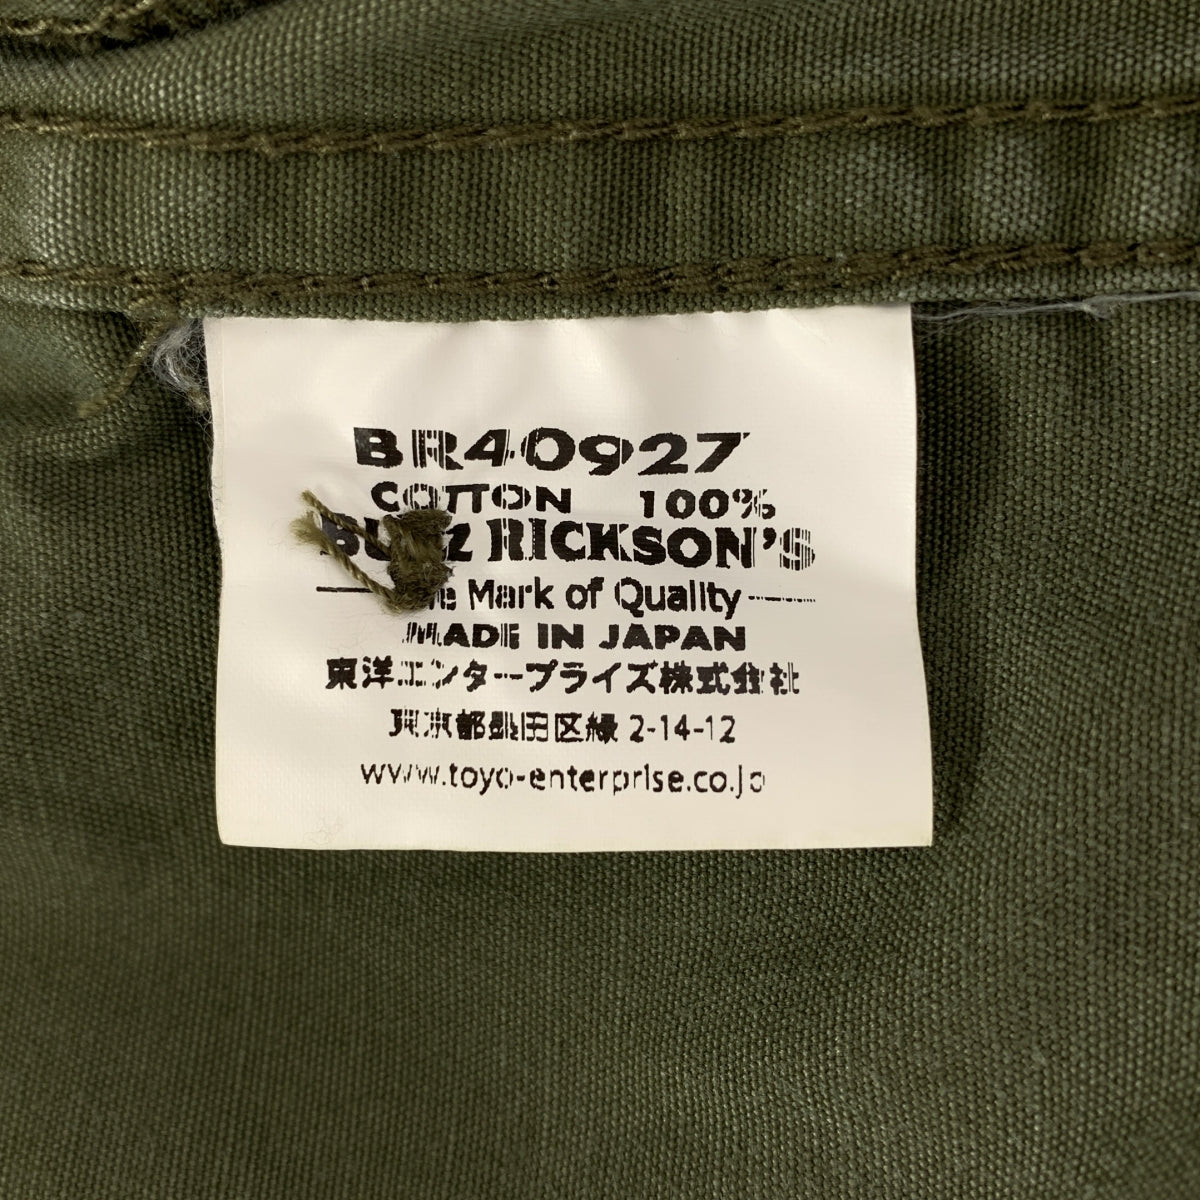 BR40927
COTTON 100%
BUZZ RICKSON'S
The Mark of Quality
MADE IN JAPAN
東洋エンタープライズ株式会社
東京都墨田区緑 2-14-12
www.toyo-enterprise.co.jp